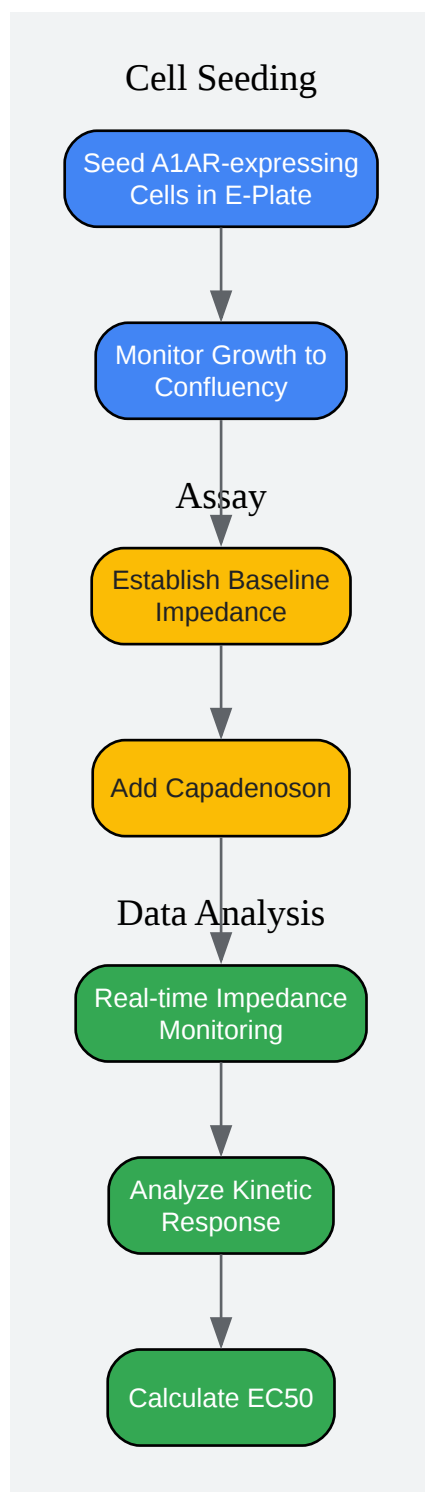 Cell Seeding
Seed A1AR-expressing
Cells in E-Plate
Monitor Growth to
Confluency
Assay
Establish Baseline
Impedance
Add Capadenoson
Data Analysis
Real-time Impedance
Monitoring
Analyze Kinetic
Response
Calculate EC50